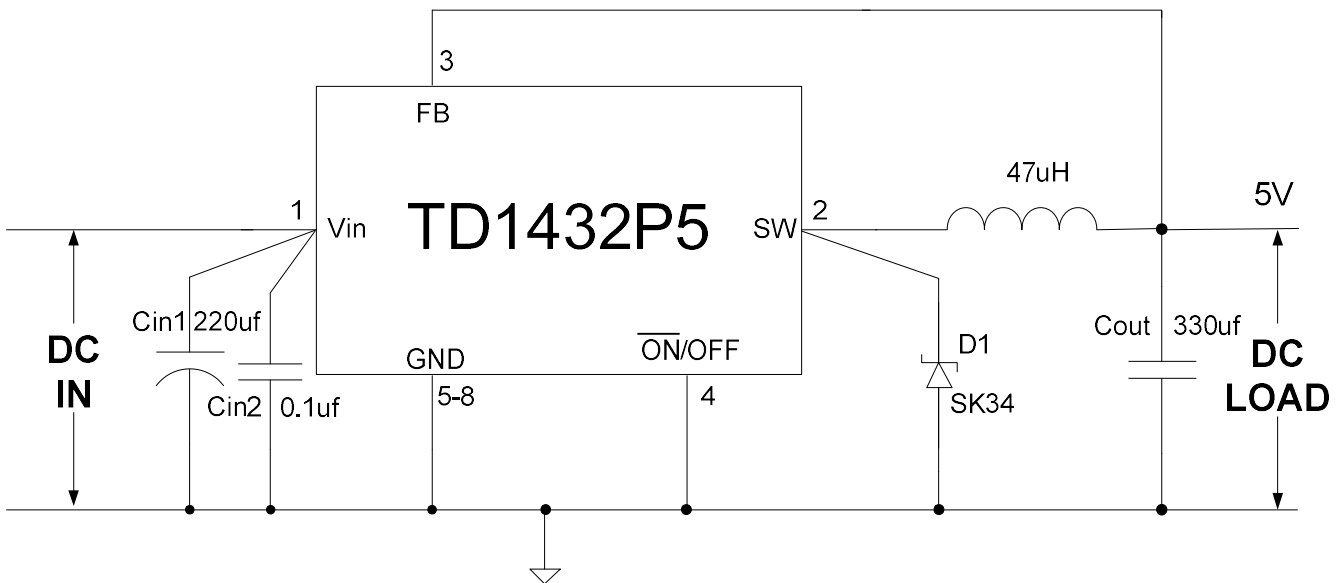 3
FB
47uH
5V
1
Vin
TD1432P5
SW
2
Cin1 220uf
DC
IN
Cin2 0.1uf
GND
ON/OFF
5-8
4
D1
SK34
Cout 330uf
DC
LOAD